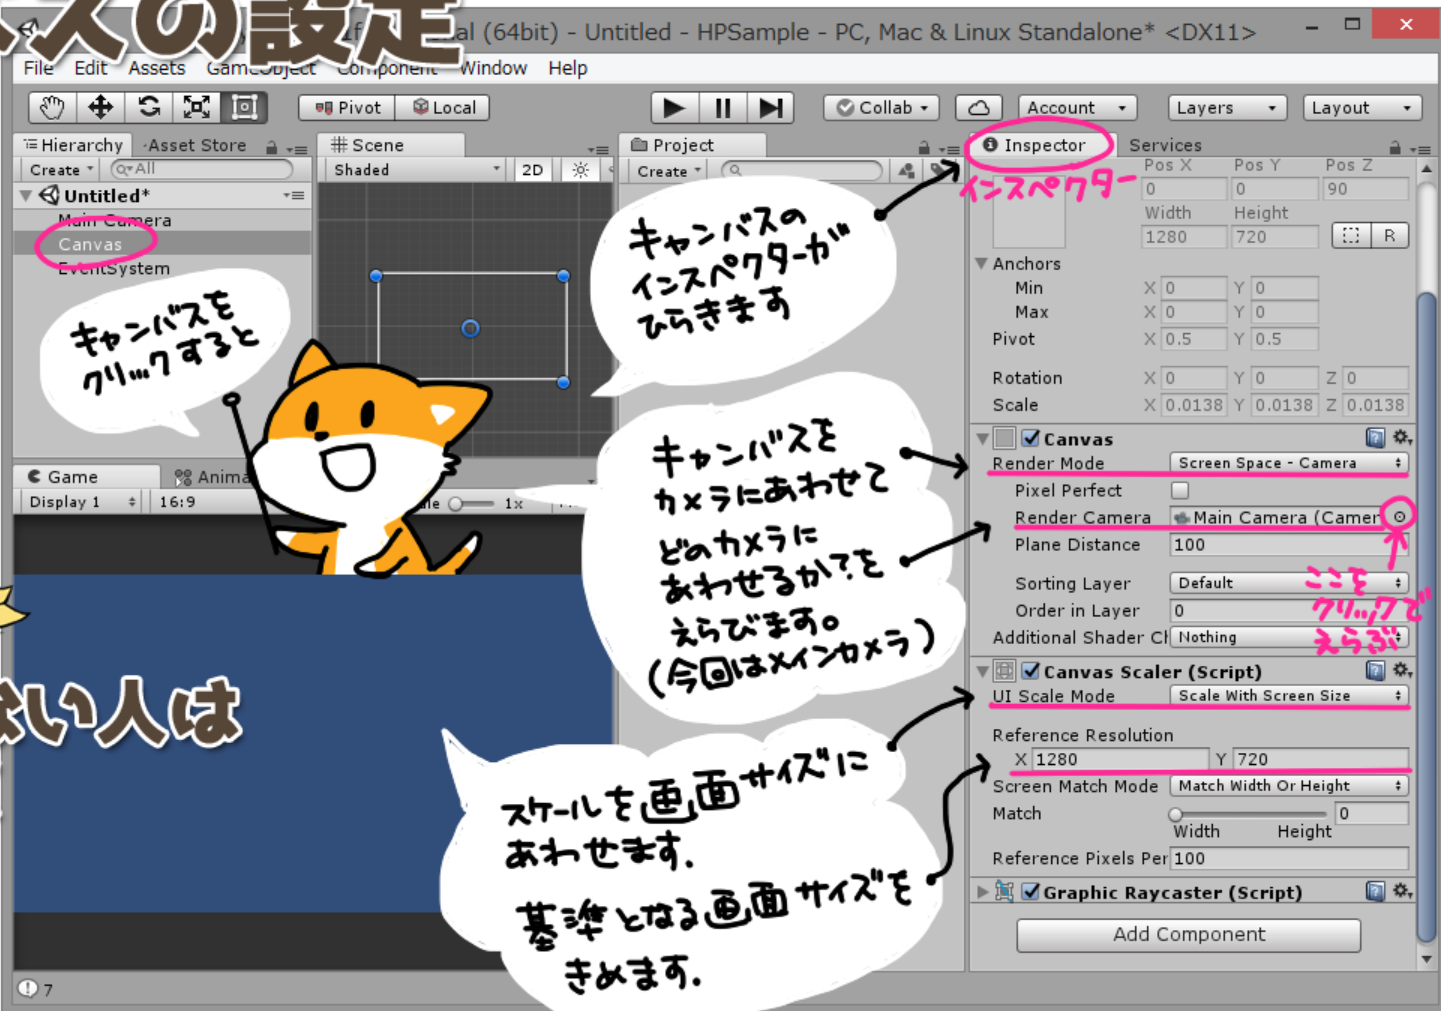 スの設定
al (64bit) - Untitled - HPSample - PC, Mac & Linux Standalone* <DX11>
File Edit Assets GameObject Component Window Help
Pivot Local Collab Account Layers Layout
Hierarchy Asset Store
Create All
Untitled*
Main Camera
Canvas
EventSystem
キャンバスを
クリックすると
Scene
Shaded 2D
Project
Create
キャンバスの
インスペクターが
ひらきます
Game
Display 1 16:9 1x
キャンバスを
カメラにあわせて
どのカメラに
あわせるか?を
えらびます。
(今回はメインカメラ)
ない人は
スケールを画面サイズに
あわせます.
基準となる画面サイズを
きめます.
Inspector Services
インスペクター
Pos X Pos Y Pos Z
0 0 90
Width Height
1280 720 R
Anchors
Min X 0 Y 0
Max X 0 Y 0
Pivot X 0.5 Y 0.5
Rotation X 0 Y 0 Z 0
Scale X 0.0138 Y 0.0138 Z 0.0138
Canvas
Render Mode Screen Space - Camera
Pixel Perfect
Render Camera Main Camera (Camer
Plane Distance 100
ここを
クリックで
えらぶ
Sorting Layer Default
Order in Layer 0
Additional Shader Ch Nothing
Canvas Scaler (Script)
UI Scale Mode Scale With Screen Size
Reference Resolution
X 1280 Y 720
Screen Match Mode Match Width Or Height
Match 0
Width Height
Reference Pixels Per 100
Graphic Raycaster (Script)
Add Component
7